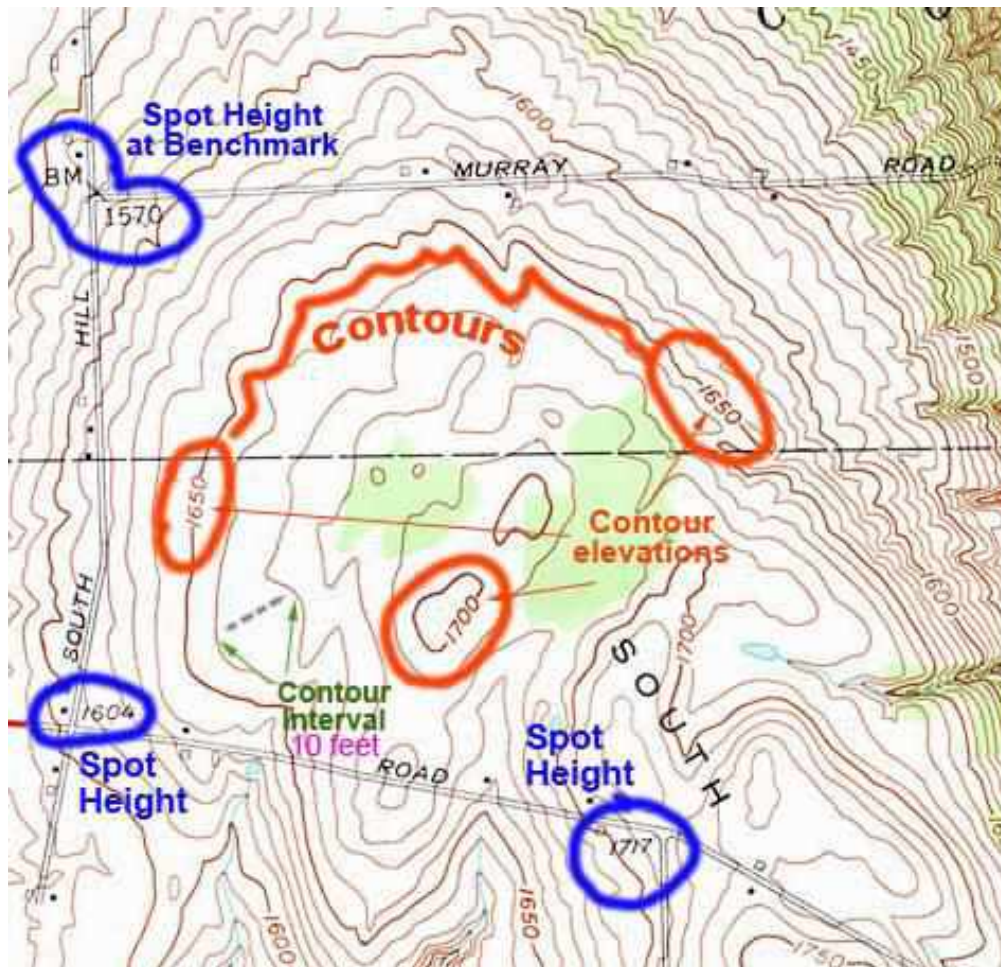 C
1450
1600
Spot Height
at Benchmark
BM
1570
MURRAY
ROAD
HILL
Contours
1650
1500
1650
Contour
elevations
1700
SOUTH
1600
1700
SOUTH
1604
Contour
Interval
10 feet
ROAD
Spot
Height
Spot
Height
1717
1600
1650
1750